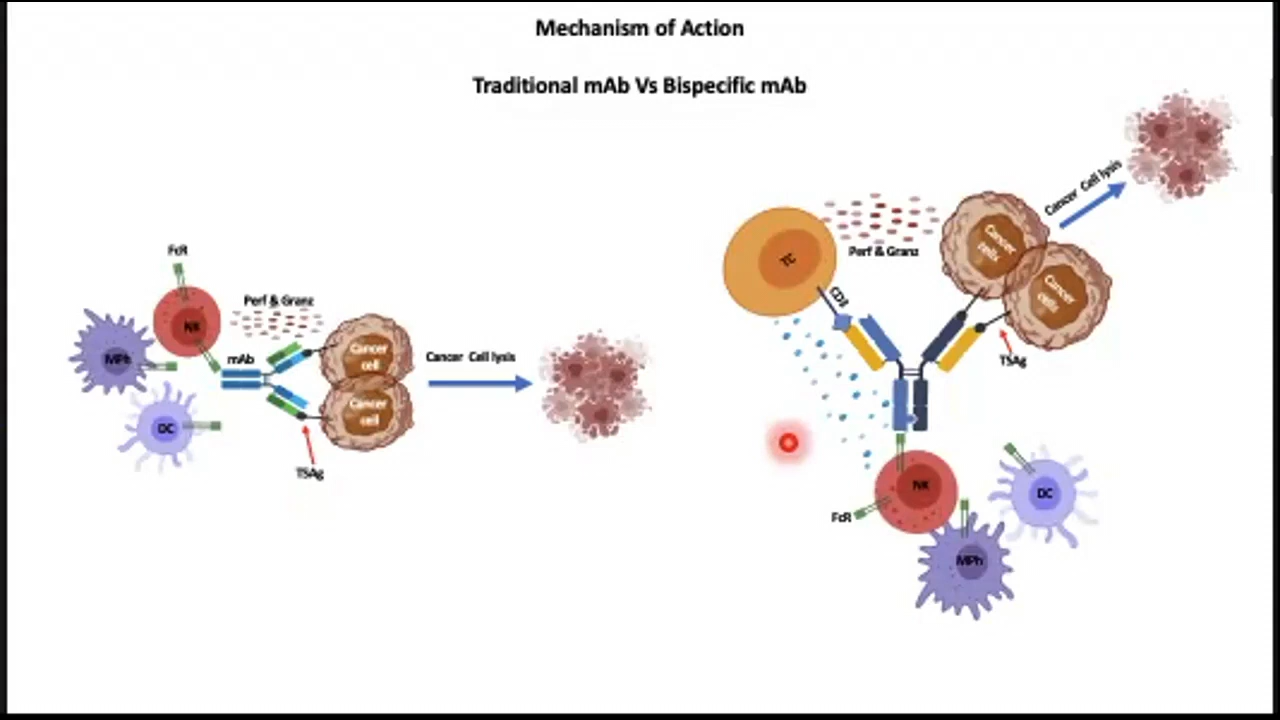 Mechanism of Action
Traditional mAb Vs Bispecific mAb
FcR
NK
MPh
DC
Perf & Granz
mAb
Cancer
cell
Cancer
cell
TSAg
Cancer Cell lysis
TC
CD3
Perf & Granz
Cancer
cells
Cancer
cells
Cancer Cell lysis
TSAg
NK
FcR
MPh
DC